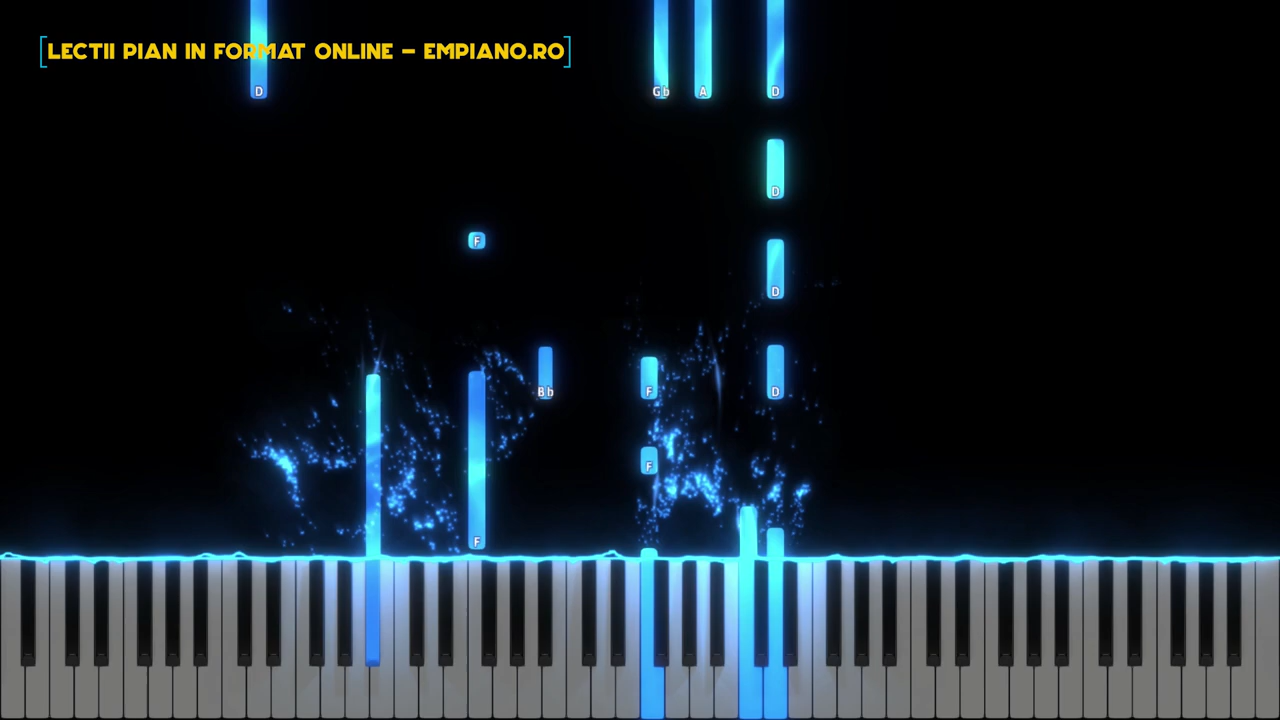 [LECTII PIAN IN FORMAT ONLINE – EMPIANO.RO]
D Gb A D
D
F
D
Bb F D
F
F